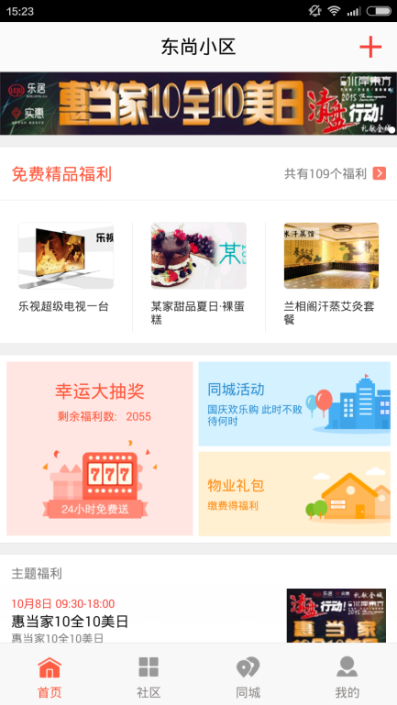 15:23
东尚小区
乐居
实惠
惠当家10全10美日
2015
行动!
礼献金城
免费精品福利
共有109个福利
乐视
某
米汗蒸馆
乐视超级电视一台
某家甜品夏日·裸蛋
糕
兰相阁汗蒸艾灸套
餐
幸运大抽奖
剩余福利数: 2055
777
24小时免费送
同城活动
国庆欢乐购 此时不败
待何时
物业礼包
缴费得福利
主题福利
10月8日 09:30-18:00
惠当家10全10美日
惠当家10全10美日
行动!
惠当家
首页
社区
同城
我的